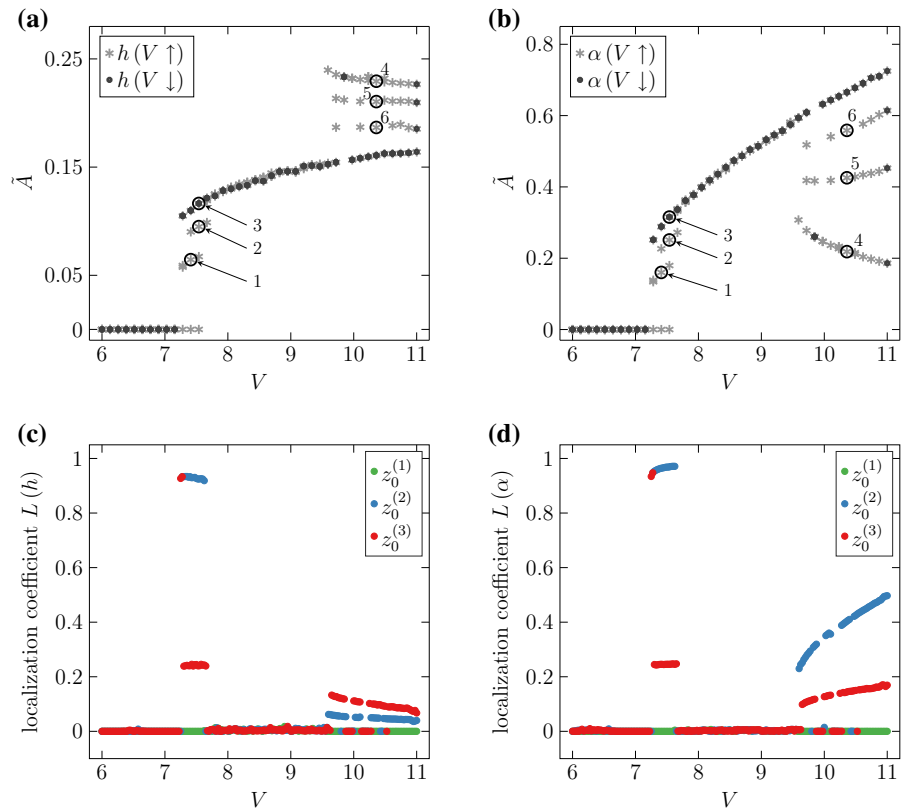 (a)
(b)
h (V ↑)
h (V ↓)
0.25
0.20
0.15
0.10
0.05
0
Ã
4
5
6
3
2
1
6 7 8 9 10 11
V
α (V ↑)
α (V ↓)
0.8
0.6
0.4
0.2
0
Ã
6
5
4
3
2
1
6 7 8 9 10 11
V
(c)
(d)
localization coefficient L (h)
1
0.8
0.6
0.4
0.2
0
z₀⁽¹⁾
z₀⁽²⁾
z₀⁽³⁾
6 7 8 9 10 11
V
localization coefficient L (α)
1
0.8
0.6
0.4
0.2
0
z₀⁽¹⁾
z₀⁽²⁾
z₀⁽³⁾
6 7 8 9 10 11
V